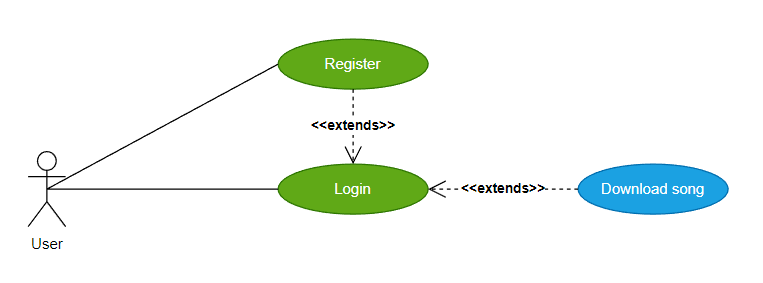 Register
<<extends>>
Login
<<extends>>
Download song
User